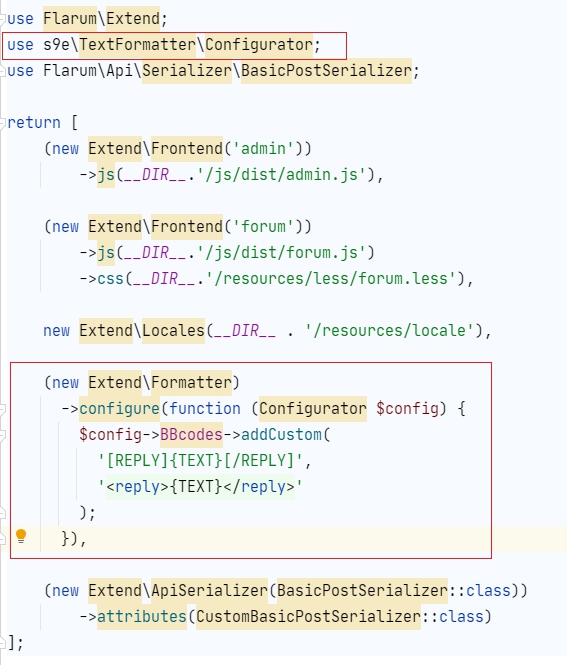 use Flarum\Extend;
use s9e\TextFormatter\Configurator;
use Flarum\Api\Serializer\BasicPostSerializer;
return [
(new Extend\Frontend('admin'))
->js(__DIR__.'/js/dist/admin.js'),
(new Extend\Frontend('forum'))
->js(__DIR__.'/js/dist/forum.js')
->css(__DIR__.'/resources/less/forum.less'),
new Extend\Locales(__DIR__ . '/resources/locale'),
(new Extend\Formatter)
->configure(function (Configurator $config) {
$config->BBcodes->addCustom(
'[REPLY]{TEXT}[/REPLY]',
'<reply>{TEXT}</reply>'
);
}),
(new Extend\ApiSerializer(BasicPostSerializer::class))
->attributes(CustomBasicPostSerializer::class)
];